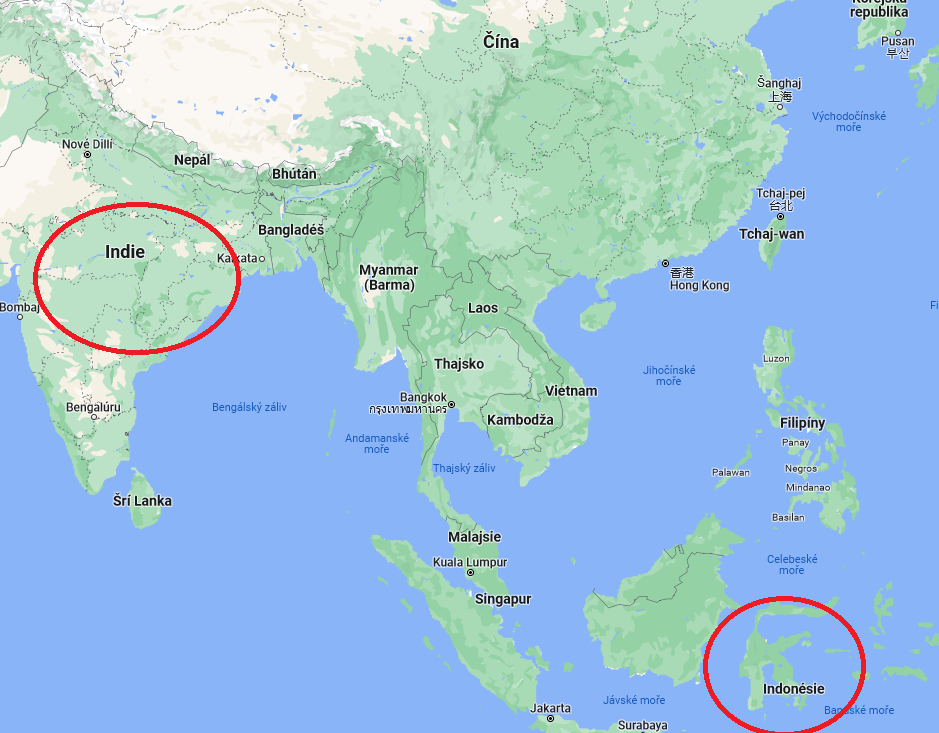 Korejská
republika
Čína
Pusan
부산
Šanghaj
上海
Východočínské
moře
Nové Dillí
Nepál
Bhútán
Tchaj-pej
台北
Tchaj-wan
Bangladéš
Indie
Kalkata
Myanmar
(Barma)
香港
Hong Kong
Bombaj
Laos
Fi
Luzon
Thajsko
Jihočínské
moře
Vietnam
Bangkok
กรุงเทพมหานคร
Bengalúru
Bengálský záliv
Kambodža
Filipíny
Andamanské
moře
Panay
Thajský záliv
Palawan
Negros
Mindanao
Šrí Lanka
Basilan
Malajsie
Kuala Lumpur
Celebeské
moře
Singapur
Indonésie
Jávské moře
Jakarta
Bandské moře
Surabaya